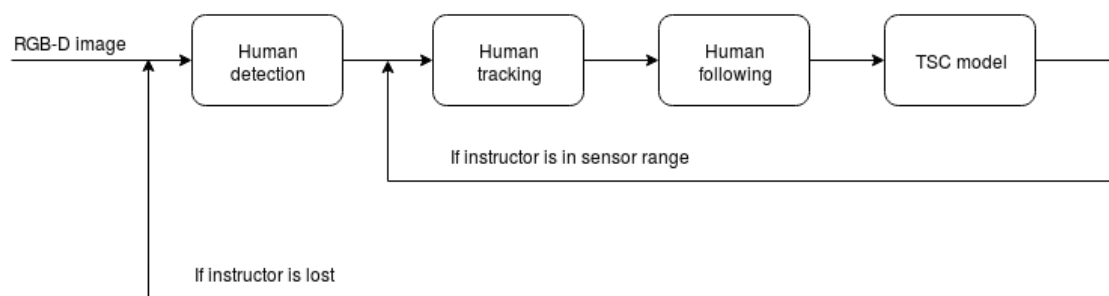 RGB-D image
Human
detection
Human
tracking
Human
following
TSC model
If instructor is in sensor range
If instructor is lost